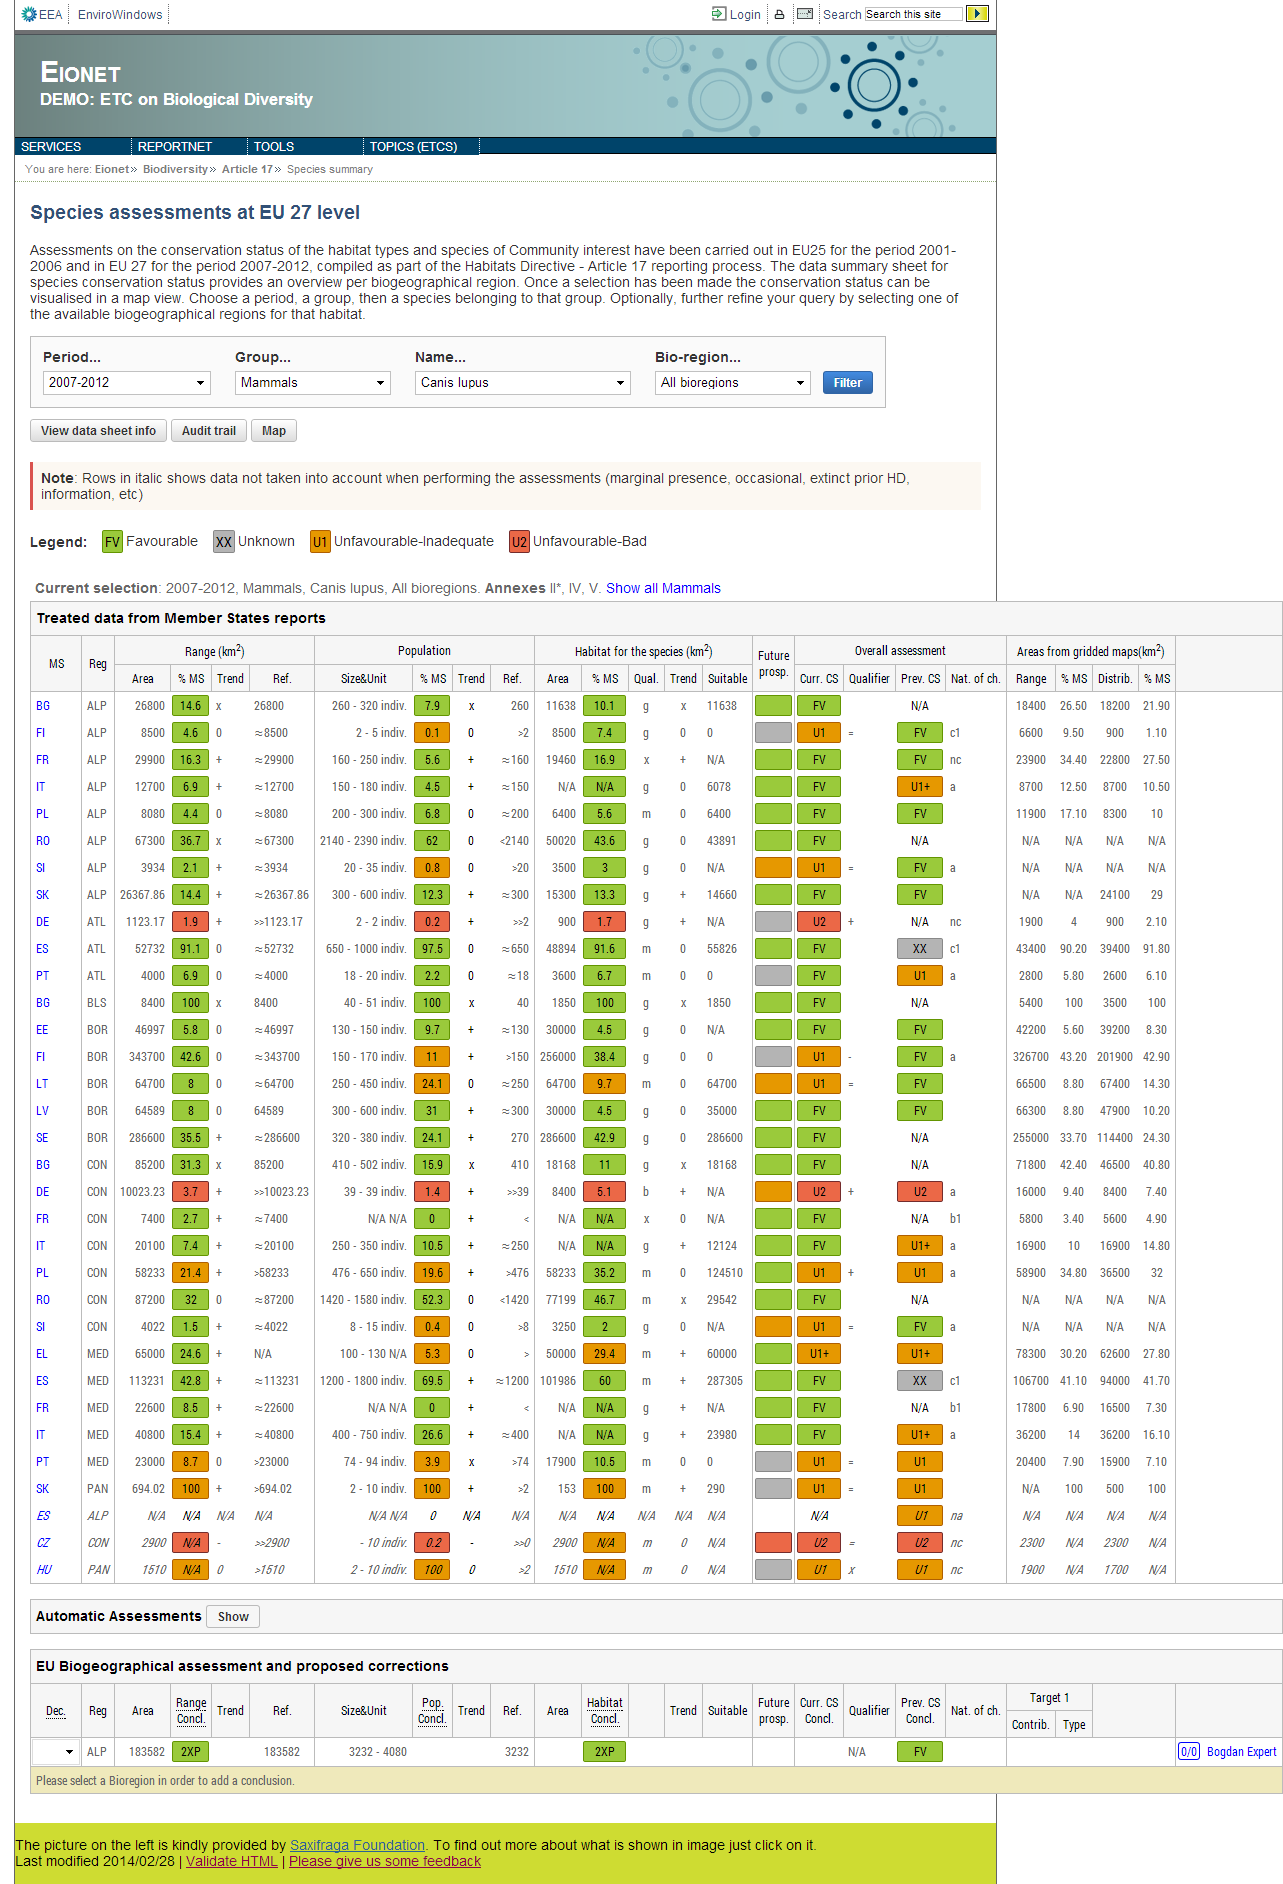 EEA EnviroWindows Login Search Search this site
EIONET
DEMO: ETC on Biological Diversity
SERVICES REPORTNET TOOLS TOPICS (ETCS)
You are here: Eionet» Biodiversity» Article 17» Species summary
Species assessments at EU 27 level
Assessments on the conservation status of the habitat types and species of Community interest have been carried out in EU25 for the period 2001-
2006 and in EU 27 for the period 2007-2012, compiled as part of the Habitats Directive - Article 17 reporting process. The data summary sheet for
species conservation status provides an overview per biogeographical region. Once a selection has been made the conservation status can be
visualised in a map view. Choose a period, a group, then a species belonging to that group. Optionally, further refine your query by selecting one of
the available biogeographical regions for that habitat.
Period... Group... Name... Bio-region...
2007-2012 Mammals Canis lupus All bioregions Filter
View data sheet info Audit trail Map
Note: Rows in italic shows data not taken into account when performing the assessments (marginal presence, occasional, extinct prior HD,
information, etc)
Legend: FV Favourable XX Unknown U1 Unfavourable-Inadequate U2 Unfavourable-Bad
Current selection: 2007-2012, Mammals, Canis lupus, All bioregions. Annexes II*, IV, V. Show all Mammals
Treated data from Member States reports
MS Reg Range (km2) Population Habitat for the species (km2) Future prosp. Overall assessment Areas from gridded maps(km2)
Area % MS Trend Ref. Size&Unit % MS Trend Ref. Area % MS Qual. Trend Suitable Curr. CS Qualifier Prev. CS Nat. of ch. Range % MS Distrib. % MS
BG ALP 26800 14.6 x 26800 260 - 320 indiv. 7.9 x 260 11638 10.1 g x 11638 FV N/A 18400 26.50 18200 21.90
FI ALP 8500 4.6 0 ≈8500 2 - 5 indiv. 0.1 0 >2 8500 7.4 g 0 0 U1 = FV c1 6600 9.50 900 1.10
FR ALP 29900 16.3 + ≈29900 160 - 250 indiv. 5.6 + ≈160 19460 16.9 x + N/A FV FV nc 23900 34.40 22800 27.50
IT ALP 12700 6.9 + ≈12700 150 - 180 indiv. 4.5 + ≈150 N/A N/A g 0 6078 FV U1+ a 8700 12.50 8700 10.50
PL ALP 8080 4.4 0 ≈8080 200 - 300 indiv. 6.8 0 ≈200 6400 5.6 m 0 6400 FV FV 11900 17.10 8300 10
RO ALP 67300 36.7 x ≈67300 2140 - 2390 indiv. 62 0 <2140 50020 43.6 g 0 43891 FV N/A N/A N/A N/A N/A
SI ALP 3934 2.1 + ≈3934 20 - 35 indiv. 0.8 0 >20 3500 3 g 0 N/A U1 = FV a N/A N/A N/A N/A
SK ALP 26367.86 14.4 + ≈26367.86 300 - 600 indiv. 12.3 + ≈300 15300 13.3 g + 14660 FV FV N/A N/A 24100 29
DE ATL 1123.17 1.9 + >>1123.17 2 - 2 indiv. 0.2 + >>2 900 1.7 g + N/A U2 + N/A nc 1900 4 900 2.10
ES ATL 52732 91.1 0 ≈52732 650 - 1000 indiv. 97.5 0 ≈650 48894 91.6 m 0 55826 FV XX c1 43400 90.20 39400 91.80
PT ATL 4000 6.9 0 ≈4000 18 - 20 indiv. 2.2 0 ≈18 3600 6.7 m 0 0 FV U1 a 2800 5.80 2600 6.10
BG BLS 8400 100 x 8400 40 - 51 indiv. 100 x 40 1850 100 g x 1850 FV N/A 5400 100 3500 100
EE BOR 46997 5.8 0 ≈46997 130 - 150 indiv. 9.7 + ≈130 30000 4.5 g 0 N/A FV FV 42200 5.60 39200 8.30
FI BOR 343700 42.6 0 ≈343700 150 - 170 indiv. 11 + >150 256000 38.4 g 0 0 U1 - FV a 326700 43.20 201900 42.90
LT BOR 64700 8 0 ≈64700 250 - 450 indiv. 24.1 0 ≈250 64700 9.7 m 0 64700 U1 = FV 66500 8.80 67400 14.30
LV BOR 64589 8 0 64589 300 - 600 indiv. 31 + ≈300 30000 4.5 g 0 35000 FV FV 66300 8.80 47900 10.20
SE BOR 286600 35.5 + ≈286600 320 - 380 indiv. 24.1 + 270 286600 42.9 g 0 286600 FV N/A 255000 33.70 114400 24.30
BG CON 85200 31.3 x 85200 410 - 502 indiv. 15.9 x 410 18168 11 g x 18168 FV N/A 71800 42.40 46500 40.80
DE CON 10023.23 3.7 + >>10023.23 39 - 39 indiv. 1.4 + >>39 8400 5.1 b + N/A U2 + U2 a 16000 9.40 8400 7.40
FR CON 7400 2.7 + ≈7400 N/A N/A 0 + < N/A N/A x 0 N/A FV N/A b1 5800 3.40 5600 4.90
IT CON 20100 7.4 + ≈20100 250 - 350 indiv. 10.5 + ≈250 N/A N/A g + 12124 FV U1+ a 16900 10 16900 14.80
PL CON 58233 21.4 + >58233 476 - 650 indiv. 19.6 + >476 58233 35.2 m 0 124510 U1 + U1 a 58900 34.80 36500 32
RO CON 87200 32 0 ≈87200 1420 - 1580 indiv. 52.3 0 <1420 77199 46.7 m x 29542 FV N/A N/A N/A N/A N/A
SI CON 4022 1.5 + ≈4022 8 - 15 indiv. 0.4 0 >8 3250 2 g 0 N/A U1 = FV a N/A N/A N/A N/A
EL MED 65000 24.6 + N/A 100 - 130 N/A 5.3 0 > 50000 29.4 m + 60000 U1+ U1+ 78300 30.20 62600 27.80
ES MED 113231 42.8 + ≈113231 1200 - 1800 indiv. 69.5 + ≈1200 101986 60 m + 287305 FV XX c1 106700 41.10 94000 41.70
FR MED 22600 8.5 + ≈22600 N/A N/A 0 + < N/A N/A g + N/A FV N/A b1 17800 6.90 16500 7.30
IT MED 40800 15.4 + ≈40800 400 - 750 indiv. 26.6 + ≈400 N/A N/A g + 23980 FV U1+ a 36200 14 36200 16.10
PT MED 23000 8.7 0 >23000 74 - 94 indiv. 3.9 x >74 17900 10.5 m 0 0 U1 = U1 20400 7.90 15900 7.10
SK PAN 694.02 100 + >694.02 2 - 10 indiv. 100 + >2 153 100 m + 290 U1 = U1 N/A 100 500 100
ES ALP N/A N/A N/A N/A N/A N/A 0 N/A N/A N/A N/A N/A N/A N/A N/A U1 na N/A N/A N/A N/A
CZ CON 2900 N/A - >>2900 - 10 indiv. 0.2 - >>0 2900 N/A m 0 N/A U2 = U2 nc 2300 N/A 2300 N/A
HU PAN 1510 N/A 0 >1510 2 - 10 indiv. 100 0 >2 1510 N/A m 0 N/A U1 x U1 nc 1900 N/A 1700 N/A
Automatic Assessments Show
EU Biogeographical assessment and proposed corrections
Dec. Reg Area Range Concl. Trend Ref. Size&Unit Pop. Concl. Trend Ref. Area Habitat Concl. Trend Suitable Future prosp. Curr. CS Concl. Qualifier Prev. CS Concl. Nat. of ch. Target 1
Contrib. Type
ALP 183582 2XP 183582 3232 - 4080 3232 2XP N/A FV 0/0 Bogdan Expert
Please select a Bioregion in order to add a conclusion.
The picture on the left is kindly provided by Saxifraga Foundation. To find out more about what is shown in image just click on it.
Last modified 2014/02/28 | Validate HTML | Please give us some feedback